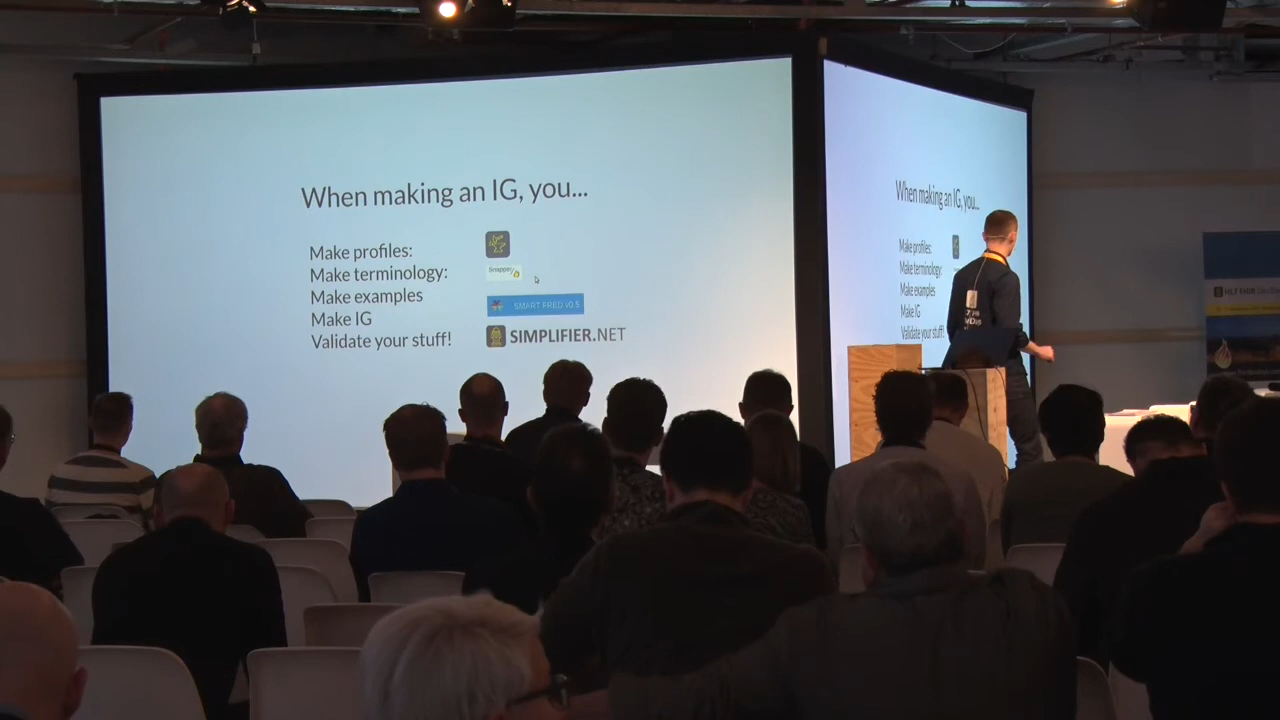 When making an IG, you...
Make profiles:
Make terminology:
Snapper
Make examples
SMART FRED v0.5
Make IG
Validate your stuff!
SIMPLIFIER.NET
When making an IG, you...
Make profiles:
Make terminology:
Make examples
Make IG
Validate your stuff!
HL7 FHIR